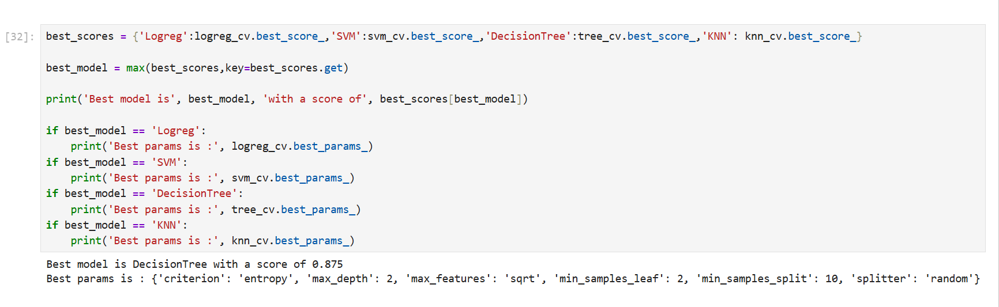 [32]: best_scores = {'Logreg':logreg_cv.best_score_,'SVM':svm_cv.best_score_,'DecisionTree':tree_cv.best_score_,'KNN': knn_cv.best_score_}
best_model = max(best_scores,key=best_scores.get)
print('Best model is', best_model, 'with a score of', best_scores[best_model])
if best_model == 'Logreg':
    print('Best params is :', logreg_cv.best_params_)
if best_model == 'SVM':
    print('Best params is :', svm_cv.best_params_)
if best_model == 'DecisionTree':
    print('Best params is :', tree_cv.best_params_)
if best_model == 'KNN':
    print('Best params is :', knn_cv.best_params_)
Best model is DecisionTree with a score of 0.875
Best params is : {'criterion': 'entropy', 'max_depth': 2, 'max_features': 'sqrt', 'min_samples_leaf': 2, 'min_samples_split': 10, 'splitter': 'random'}